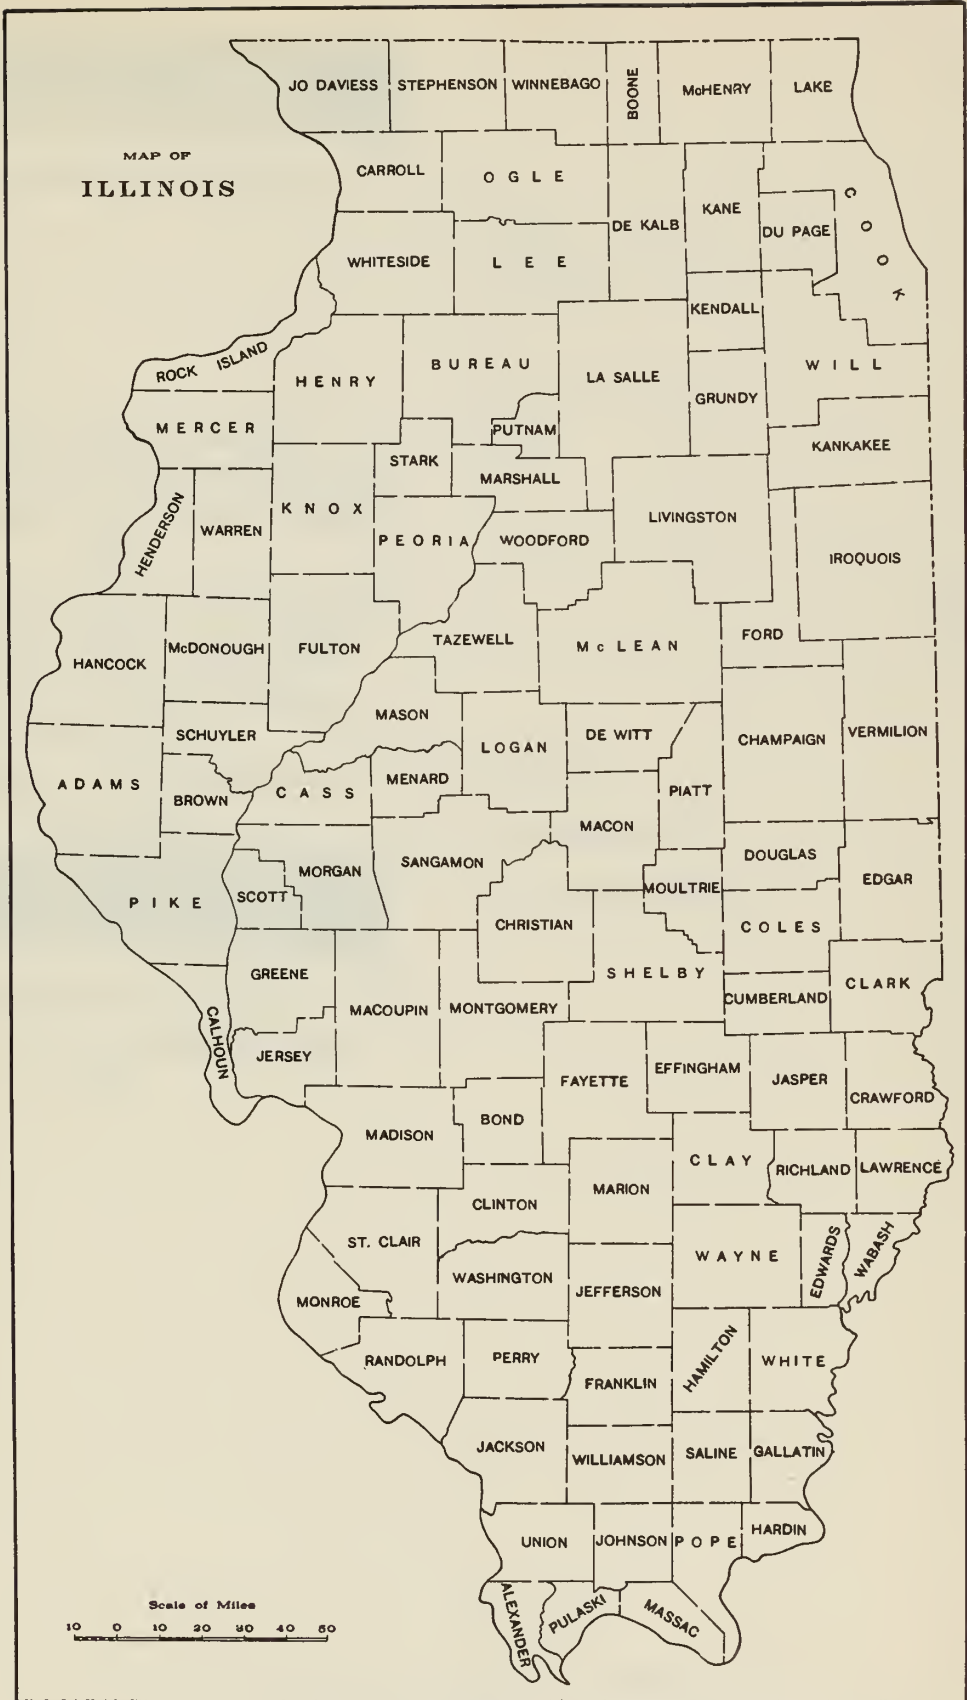 MAP OF
ILLINOIS
JO DAVIESS
STEPHENSON
WINNEBAGO
BOONE
McHENRY
LAKE
CARROLL
OGLE
DE KALB
KANE
COOK
DU PAGE
WHITESIDE
LEE
KENDALL
ROCK ISLAND
HENRY
BUREAU
LA SALLE
WILL
GRUNDY
MERCER
PUTNAM
KANKAKEE
STARK
MARSHALL
HENDERSON
WARREN
KNOX
PEORIA
WOODFORD
LIVINGSTON
IROQUOIS
HANCOCK
McDONOUGH
FULTON
TAZEWELL
McLEAN
FORD
SCHUYLER
MASON
LOGAN
DE WITT
CHAMPAIGN
VERMILION
ADAMS
BROWN
CASS
MENARD
PIATT
MACON
SANGAMON
DOUGLAS
PIKE
SCOTT
MORGAN
CHRISTIAN
MOULTRIE
EDGAR
COLES
GREENE
SHELBY
CLARK
CUMBERLAND
CALHOUN
MACOUPIN
MONTGOMERY
JERSEY
FAYETTE
EFFINGHAM
JASPER
CRAWFORD
MADISON
BOND
CLAY
RICHLAND
LAWRENCE
MARION
CLINTON
ST. CLAIR
WAYNE
EDWARDS
WABASH
WASHINGTON
JEFFERSON
MONROE
RANDOLPH
PERRY
FRANKLIN
HAMILTON
WHITE
JACKSON
WILLIAMSON
SALINE
GALLATIN
UNION
JOHNSON
POPE
HARDIN
ALEXANDER
PULASKI
MASSAC
Scale of Miles
10 0 10 20 30 40 50